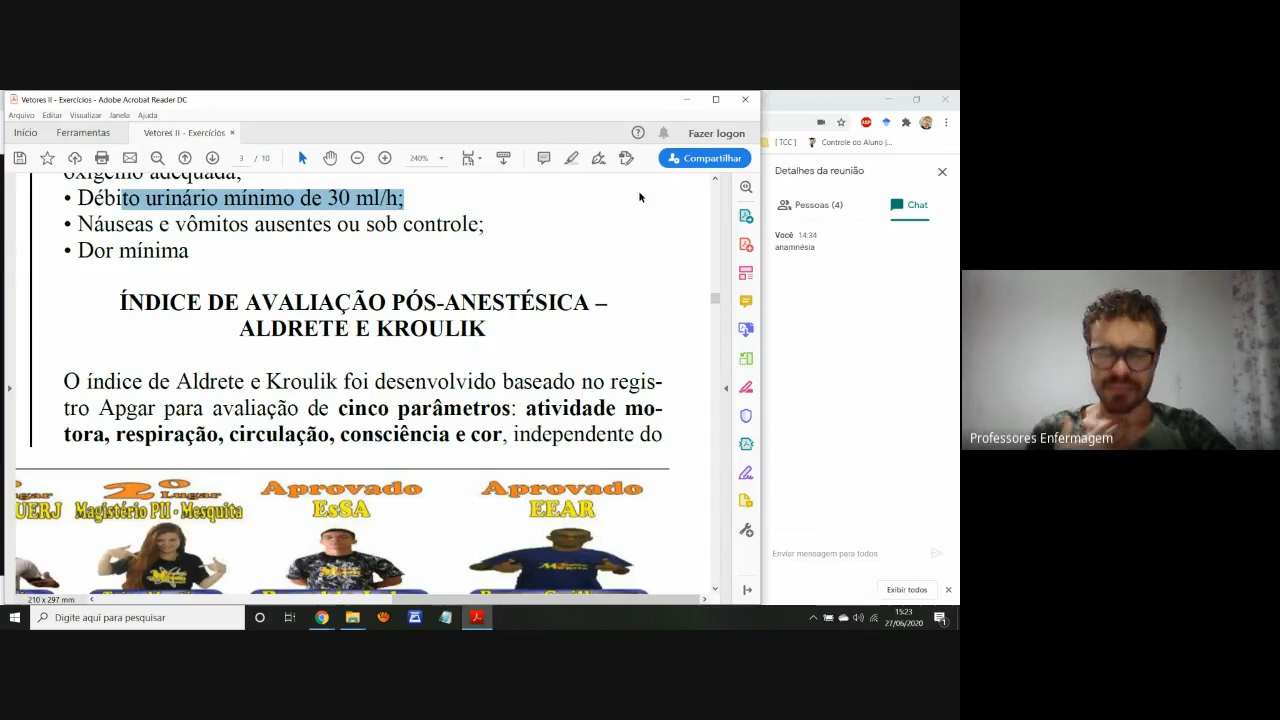 Vetores II - Exercícios - Adobe Acrobat Reader DC
Arquivo Editar Visualizar Janela Ajuda
Início Ferramentas Vetores II - Exercícios × Fazer logon
3 / 10 240% Compartilhar
oxigênio adequada;
• Débito urinário mínimo de 30 ml/h;
• Náuseas e vômitos ausentes ou sob controle;
• Dor mínima
ÍNDICE DE AVALIAÇÃO PÓS-ANESTÉSICA –
ALDRETE E KROULIK
O índice de Aldrete e Kroulik foi desenvolvido baseado no regis-
tro Apgar para avaliação de cinco parâmetros: atividade mo-
tora, respiração, circulação, consciência e cor, independente do
2º Lugar
UERJ Magistério PII - Mesquita
Aprovado
EsSA
Aprovado
EEAR
210 x 297 mm
ABP
[ TCC ] Controle do Aluno |
Detalhes da reunião
Pessoas (4) Chat
Você 14:34
anamnésia
Enviar mensagem para todos
Exibir todos
Professores Enfermagem
Digite aqui para pesquisar
15:23
27/06/2020
1